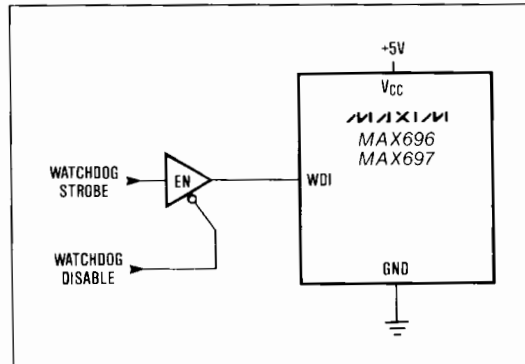 +5V
VCC
MAXIM
MAX696
MAX697
WATCHDOG
STROBE
EN
WDI
WATCHDOG
DISABLE
GND